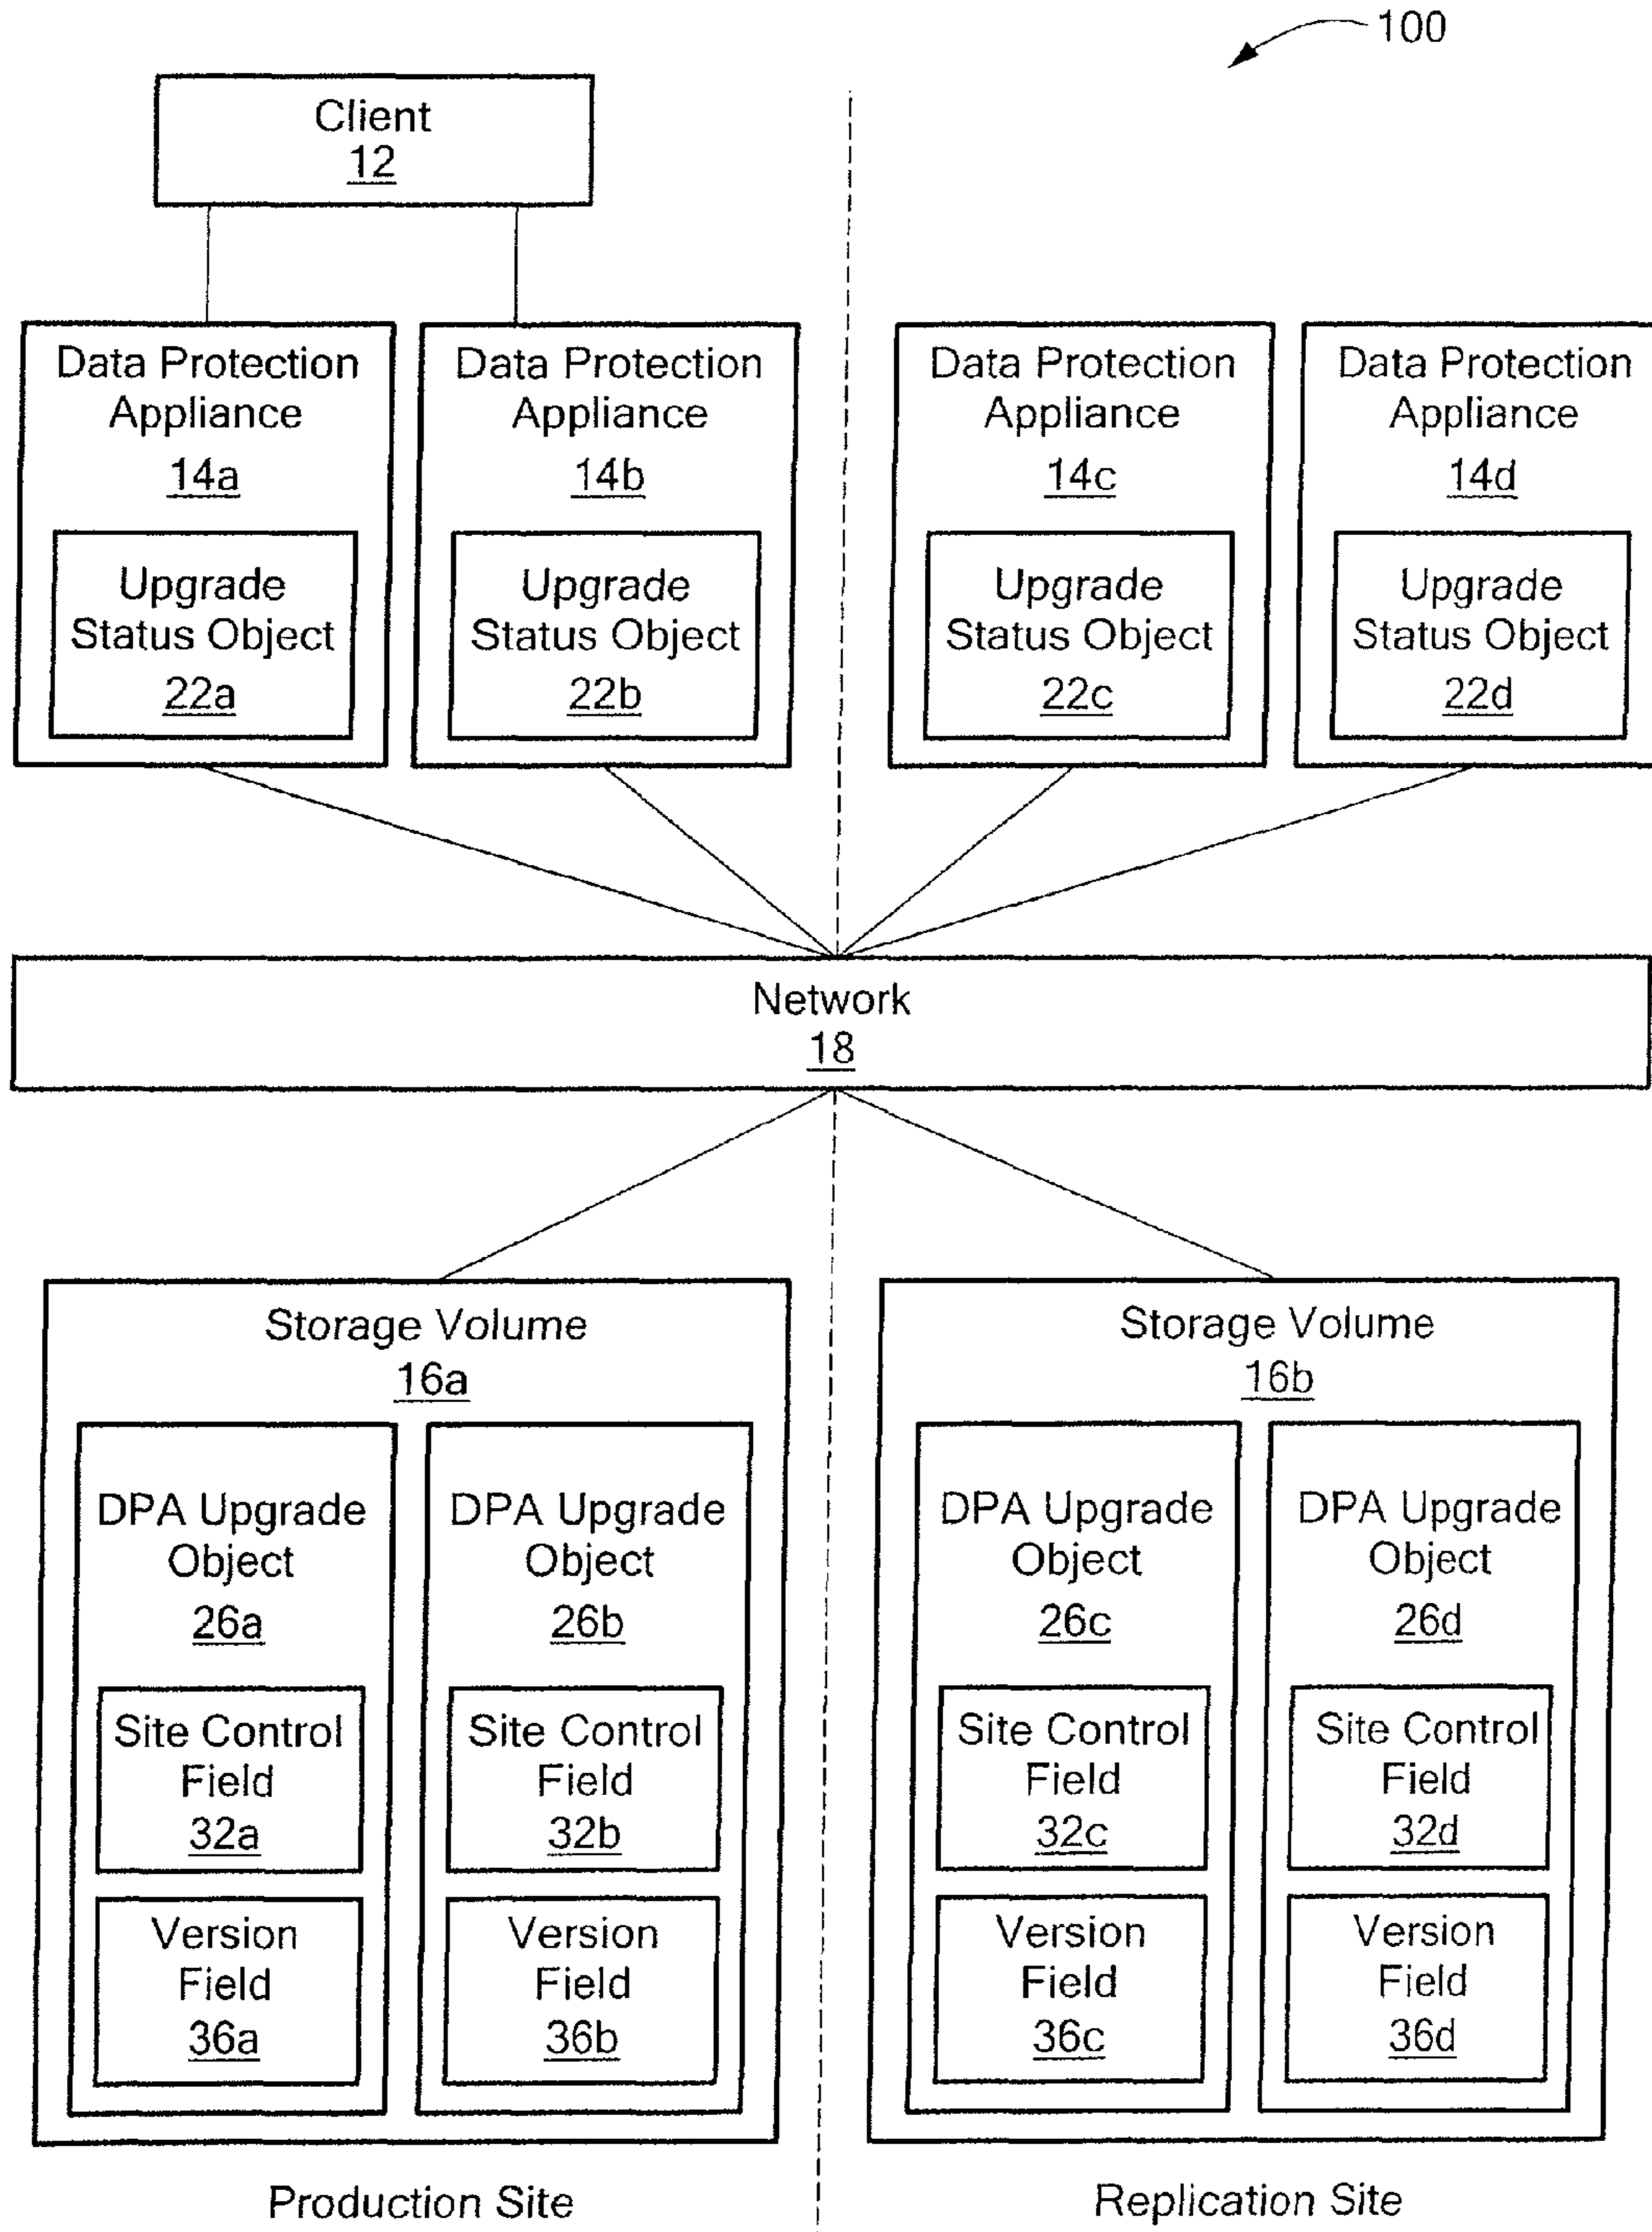 100
Client
12
Data Protection
Appliance
14a
Upgrade
Status Object
22a
Data Protection
Appliance
14b
Upgrade
Status Object
22b
Data Protection
Appliance
14c
Upgrade
Status Object
22c
Data Protection
Appliance
14d
Upgrade
Status Object
22d
Network
18
Storage Volume
16a
DPA Upgrade
Object
26a
Site Control
Field
32a
Version
Field
36a
DPA Upgrade
Object
26b
Site Control
Field
32b
Version
Field
36b
Storage Volume
16b
DPA Upgrade
Object
26c
Site Control
Field
32c
Version
Field
36c
DPA Upgrade
Object
26d
Site Control
Field
32d
Version
Field
36d
Production Site
Replication Site